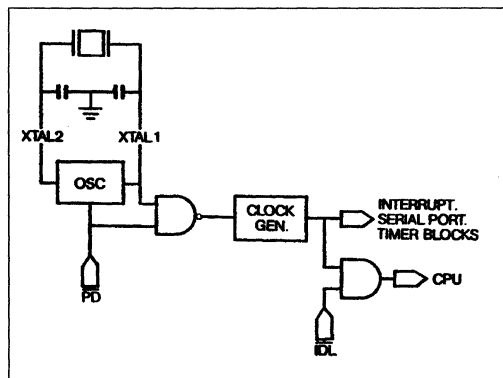 XTAL2
XTAL1
OSC
CLOCK
GEN.
INTERRUPT.
SERIAL PORT.
TIMER BLOCKS
CPU
PD
IDL